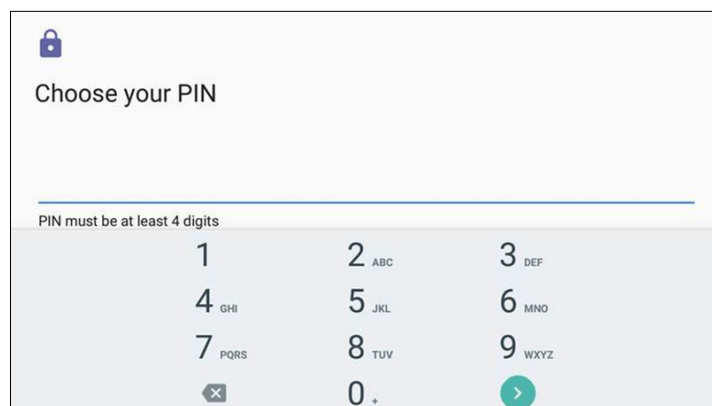 Choose your PIN
PIN must be at least 4 digits
1 2 ABC 3 DEF
4 GHI 5 JKL 6 MNO
7 PQRS 8 TUV 9 WXYZ
0 +